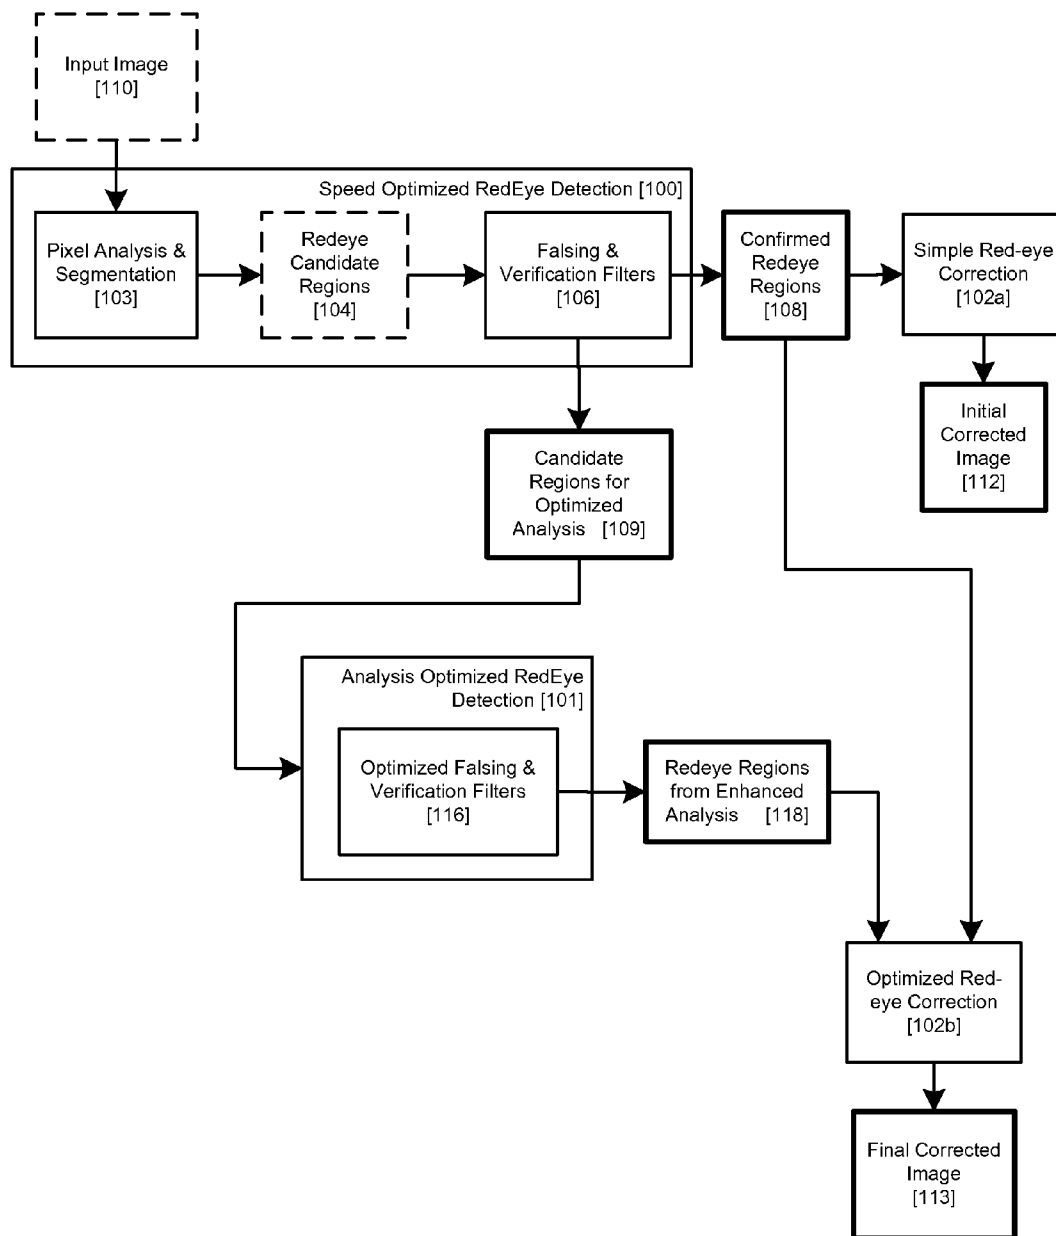 Input Image
[110]
Speed Optimized RedEye Detection [100]
Pixel Analysis &
Segmentation
[103]
Redeye
Candidate
Regions
[104]
Falsing &
Verification Filters
[106]
Confirmed
Redeye
Regions
[108]
Simple Red-eye
Correction
[102a]
Initial
Corrected
Image
[112]
Candidate
Regions for
Optimized
Analysis [109]
Analysis Optimized RedEye
Detection [101]
Optimized Falsing &
Verification Filters
[116]
Redeye Regions
from Enhanced
Analysis [118]
Optimized Red-
eye Correction
[102b]
Final Corrected
Image
[113]